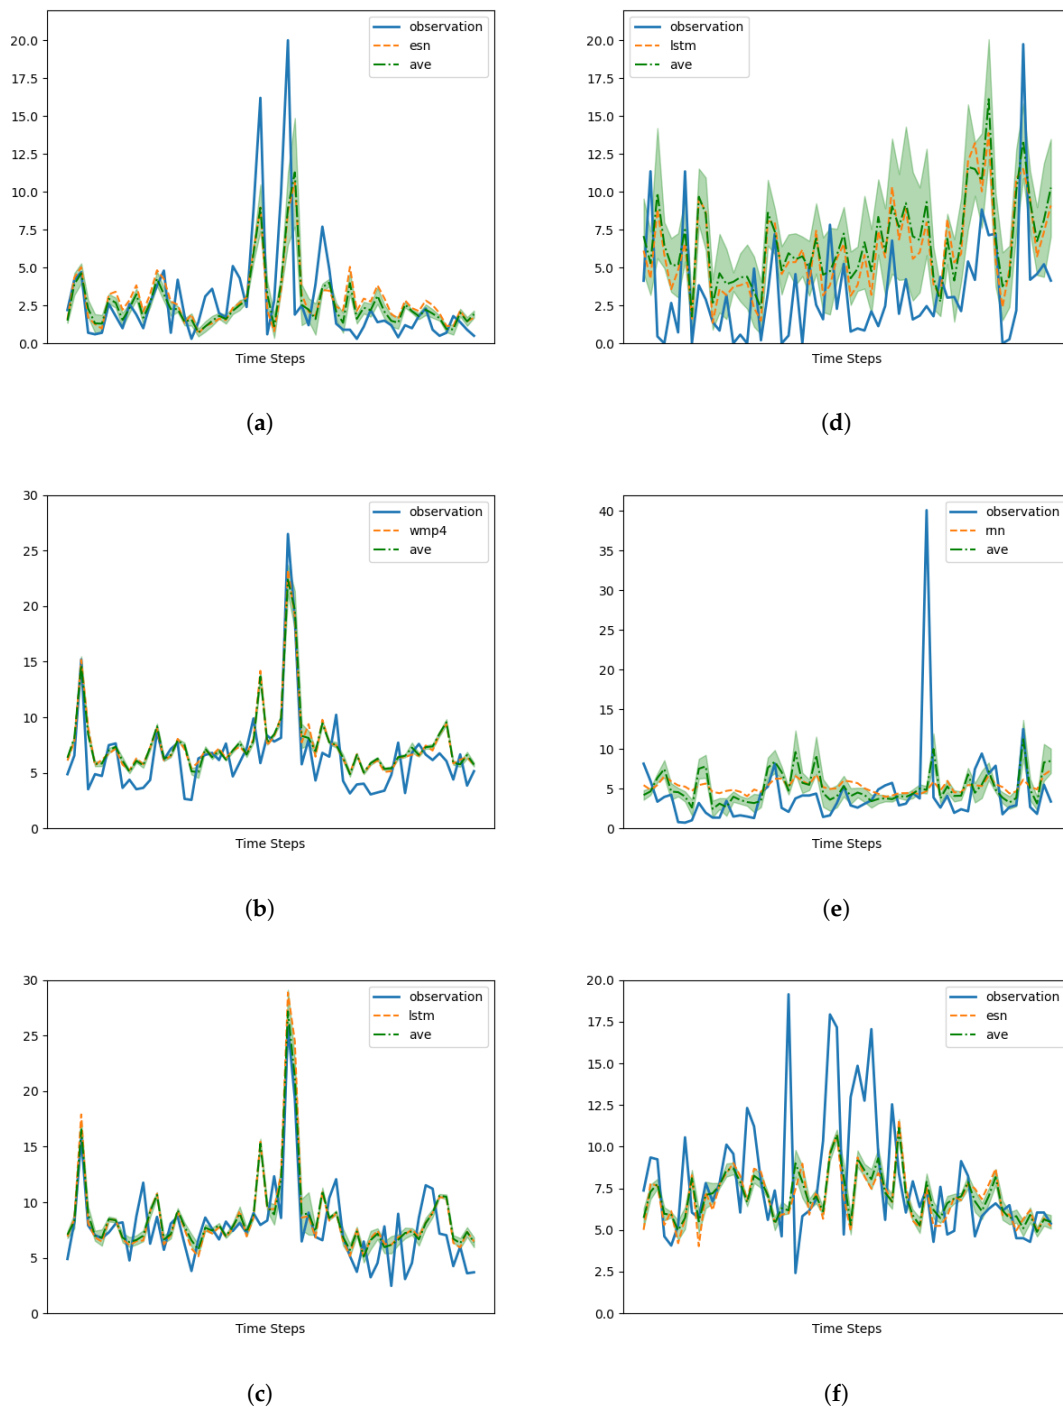 observation
esn
ave
20.0
17.5
15.0
12.5
10.0
7.5
5.0
2.5
0.0
Time Steps
(a)
observation
lstm
ave
20.0
17.5
15.0
12.5
10.0
7.5
5.0
2.5
0.0
Time Steps
(d)
observation
wmp4
ave
30
25
20
15
10
5
0
Time Steps
(b)
observation
rnn
ave
40
35
30
25
20
15
10
5
0
Time Steps
(e)
observation
lstm
ave
30
25
20
15
10
5
0
Time Steps
(c)
observation
esn
ave
20.0
17.5
15.0
12.5
10.0
7.5
5.0
2.5
0.0
Time Steps
(f)